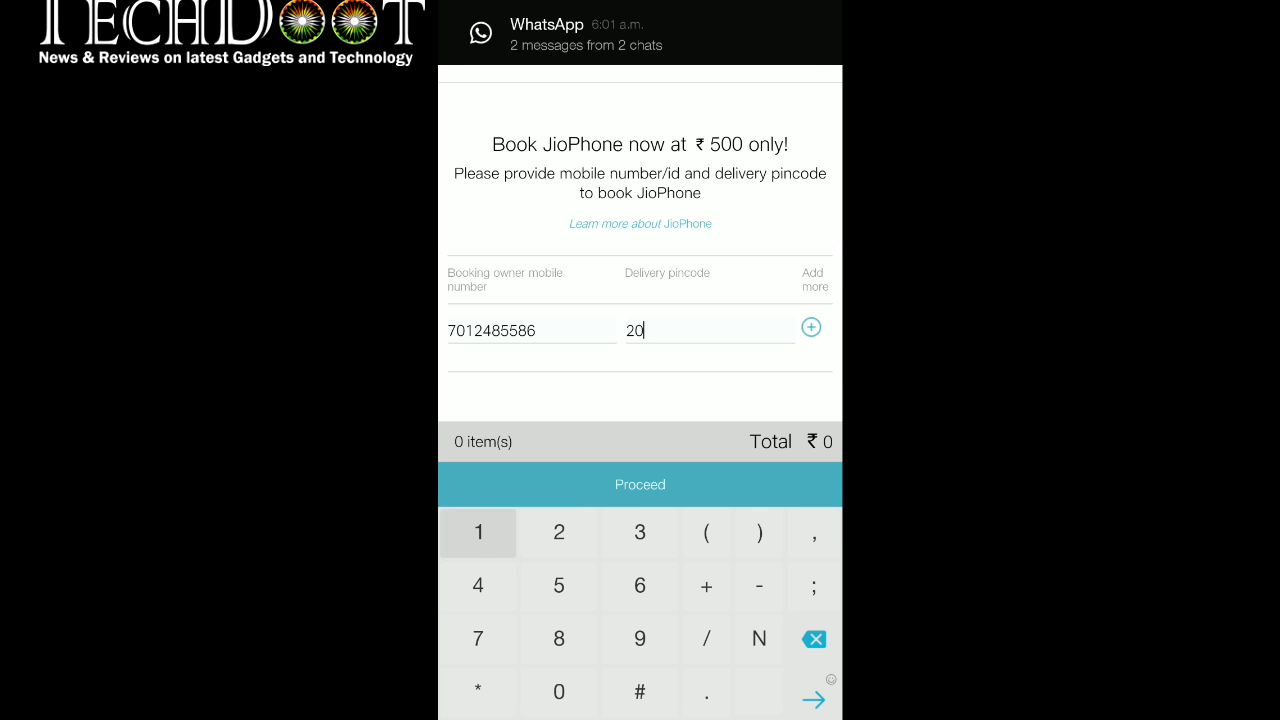 TECHDOOT
News & Reviews on latest Gadgets and Technology
WhatsApp 6:01 a.m.
2 messages from 2 chats
Book JioPhone now at ₹ 500 only!
Please provide mobile number/id and delivery pincode
to book JioPhone
Learn more about JioPhone
Booking owner mobile number
Delivery pincode
Add more
7012485586
20
0 item(s)
Total ₹ 0
Proceed
1 2 3 ( ) ,
4 5 6 + - ;
7 8 9 / N
* 0 # .